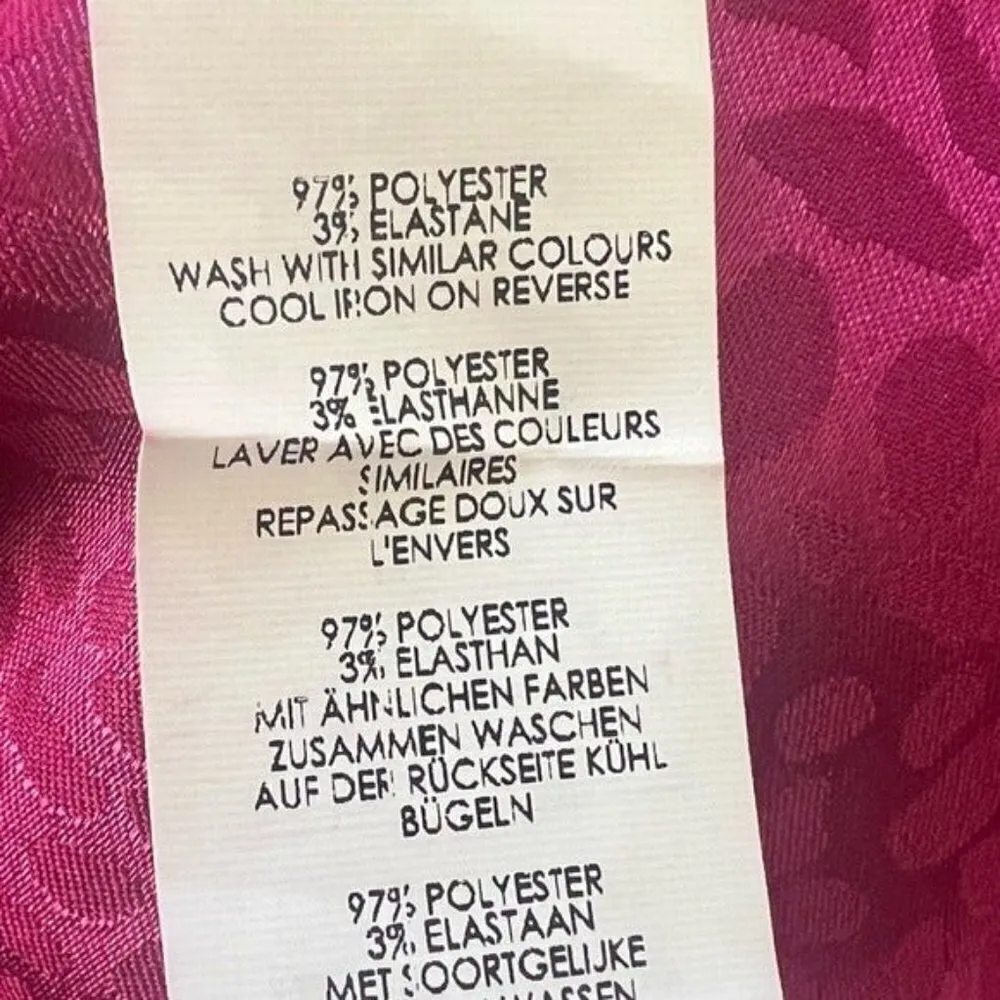 97% POLYESTER
3% ELASTANE
WASH WITH SIMILAR COLOURS
COOL IRON ON REVERSE
97% POLYESTER
3% ELASTHANNE
LAVER AVEC DES COULEURS
SIMILAIRES
REPASSAGE DOUX SUR
L'ENVERS
97% POLYESTER
3% ELASTHAN
MIT ÄHNLICHEN FARBEN
ZUSAMMEN WASCHEN
AUF DER RÜCKSEITE KÜHL
BÜGELN
97% POLYESTER
3% ELASTAAN
MET SOORTGELIJKE